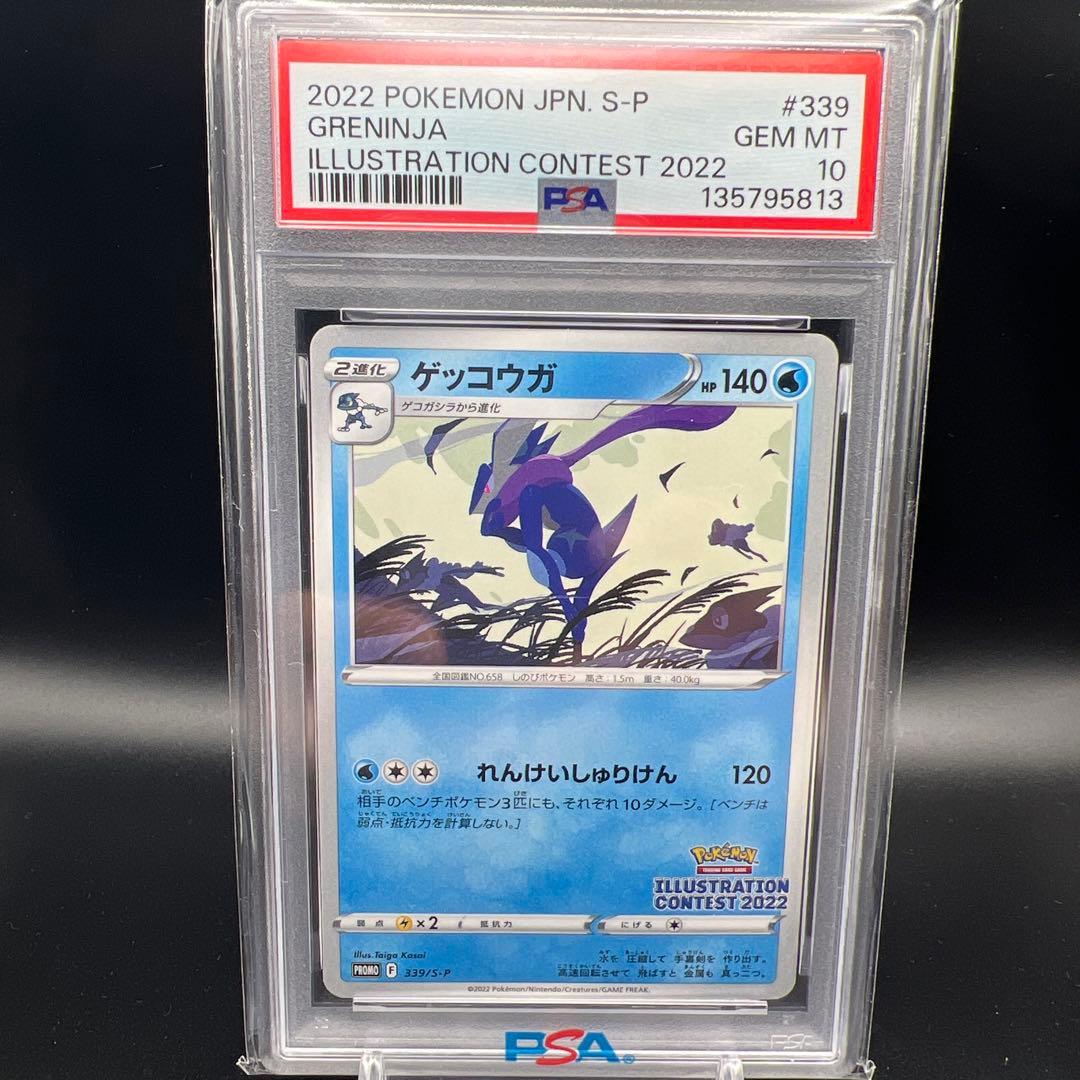 2022 POKEMON JPN. S-P #339
GRENINJA GEM MT
ILLUSTRATION CONTEST 2022 10
PSA 135795813
2進化 ゲッコウガ HP 140
ゲコガシラから進化
全国図鑑NO.658 しのびポケモン 高さ:1.5m 重さ:40.0kg
れんけいしゅりけん 120
相手のベンチポケモン3匹にも、それぞれ10ダメージ。[ベンチは
弱点・抵抗力を計算しない。]
Pokémon
TRADING CARD GAME
ILLUSTRATION
CONTEST 2022
弱点 ×2 抵抗力 にげる
Illus. Taiga Kasai
水を圧縮して手裏剣を作り出す。
高速回転させて飛ばすと金属も真っ二つ。
PROMO F 339/S-P
©2022 Pokémon/Nintendo/Creatures/GAME FREAK.
PSA®